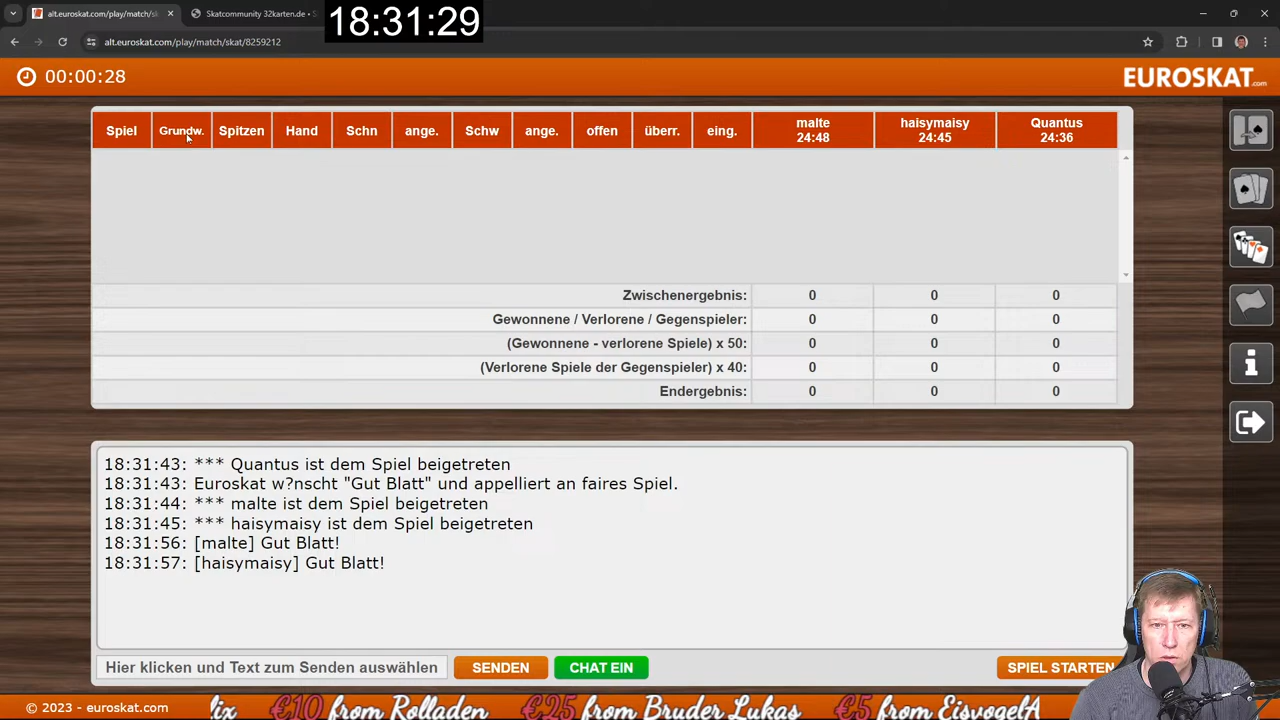 alt.euroskat.com/play/match/sk
Skatcommunity 32karten.de - S
18:31:29
alt.euroskat.com/play/match/skat/8259212
00:00:28
EUROSKAT.com
Spiel Grundw. Spitzen Hand Schn ange. Schw ange. offen überr. eing. malte 24:48 haisymaisy 24:45 Quantus 24:36
Zwischenergebnis: 0 0 0
Gewonnene / Verlorene / Gegenspieler: 0 0 0
(Gewonnene - verlorene Spiele) x 50: 0 0 0
(Verlorene Spiele der Gegenspieler) x 40: 0 0 0
Endergebnis: 0 0 0
18:31:43: *** Quantus ist dem Spiel beigetreten
18:31:43: Euroskat w?nscht "Gut Blatt" und appelliert an faires Spiel.
18:31:44: *** malte ist dem Spiel beigetreten
18:31:45: *** haisymaisy ist dem Spiel beigetreten
18:31:56: [malte] Gut Blatt!
18:31:57: [haisymaisy] Gut Blatt!
Hier klicken und Text zum Senden auswählen SENDEN CHAT EIN SPIEL STARTEN
© 2023 - euroskat.com lix €10 from Rolladen €25 from Bruder Lukas €5 from EisvogelA